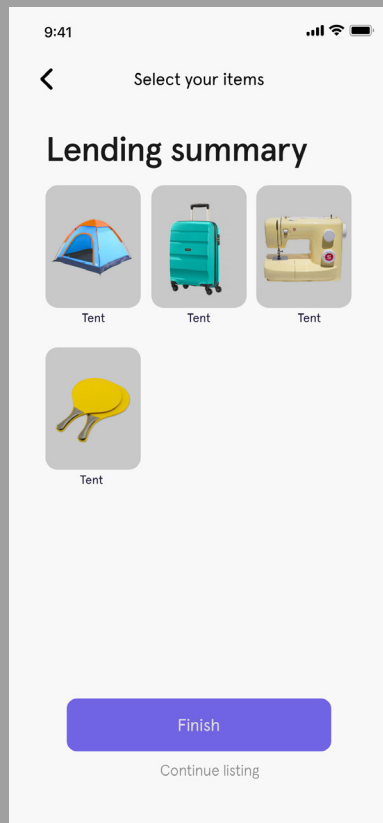 9:41
Select your items
Lending summary
Tent
Tent
Tent
Tent
Finish
Continue listing